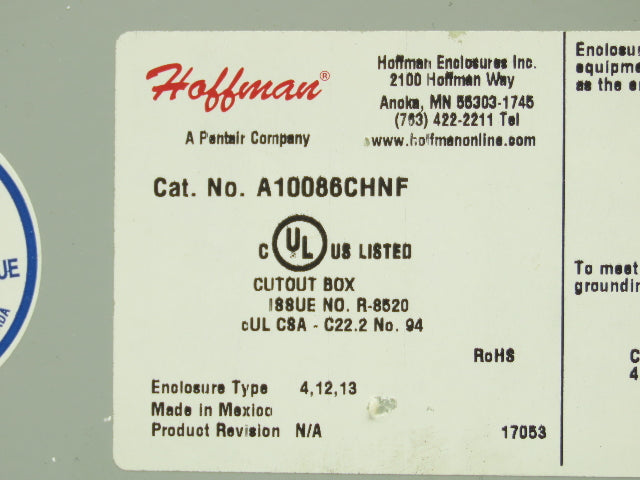 Hoffman®
A Pentair Company
Hoffman Enclosures Inc.
2100 Hoffman Way
Anoka, MN 55303-1745
(763) 422-2211 Tel
www.hoffmanonline.com
Cat. No. A10086CHNF
C UL US LISTED
CUTOUT BOX
ISSUE NO. R-8520
cUL CSA - C22.2 No. 94
RoHS
Enclosure Type 4,12,13
Made in Mexico
Product Revision N/A
17053
Enclosu
equipme
as the e
To meet
groundin
C
4
UE